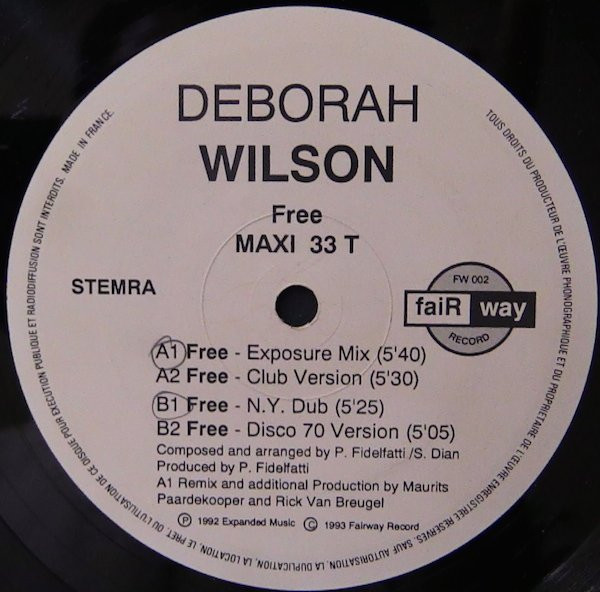 DEBORAH
WILSON
Free
MAXI 33 T
STEMRA
FW 002
faiR way
RECORD
A1 Free - Exposure Mix (5'40)
A2 Free - Club Version (5'30)
B1 Free - N.Y. Dub (5'25)
B2 Free - Disco 70 Version (5'05)
Composed and arranged by P. Fidelfatti /S. Dian
Produced by P. Fidelfatti
A1 Remix and additional Production by Maurits
Paardekooper and Rick Van Breugel
℗ 1992 Expanded Music © 1993 Fairway Record
TOUS DROITS DU PRODUCTEUR DE L'ŒUVRE PHONOGRAPHIQUE ET DU PROPRIETAIRE DE L'ŒUVRE ENREGISTREE RESERVES. SAUF AUTORISATION, LA DUPLICATION, LA LOCATION, LE PRET, OU L'UTILISATION DE CE DISQUE POUR EXECUTION PUBLIQUE ET RADIODIFFUSION SONT INTERDITS. MADE IN FRANCE.